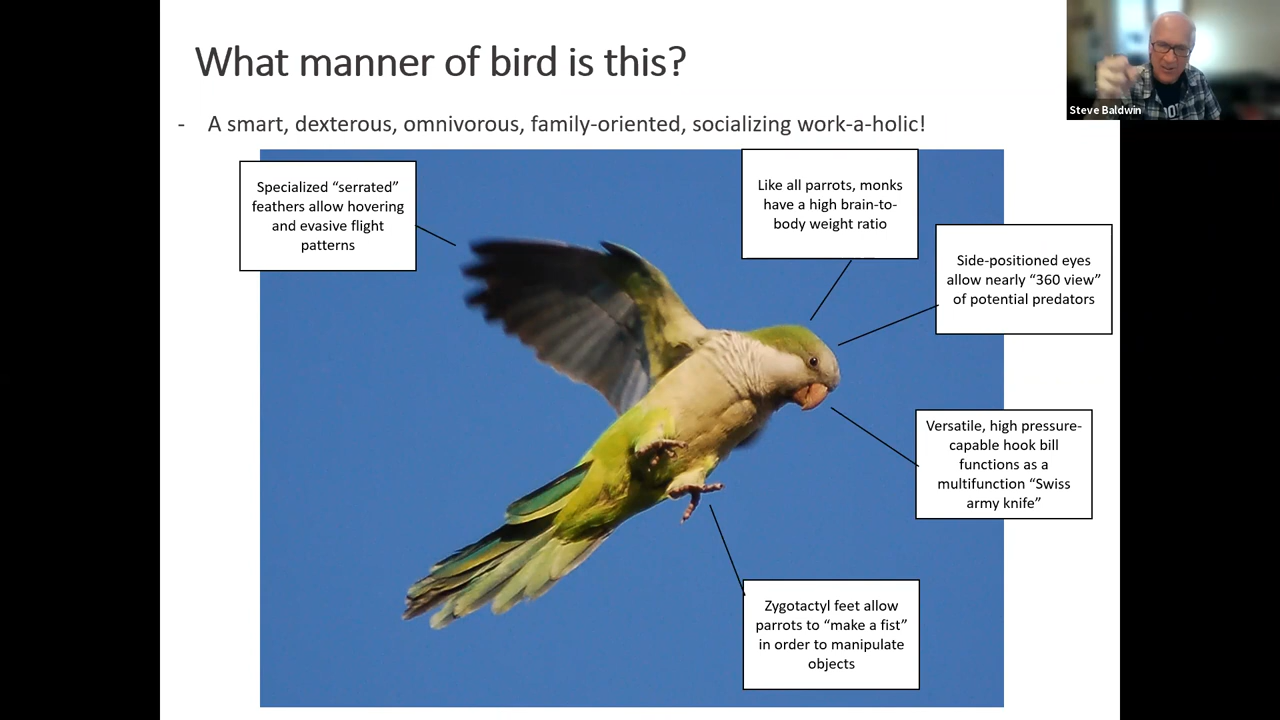 What manner of bird is this?
Steve Baldwin
- A smart, dexterous, omnivorous, family-oriented, socializing work-a-holic!
Specialized “serrated”
feathers allow hovering
and evasive flight
patterns
Like all parrots, monks
have a high brain-to-
body weight ratio
Side-positioned eyes
allow nearly “360 view”
of potential predators
Versatile, high pressure-
capable hook bill
functions as a
multifunction “Swiss
army knife”
Zygotactyl feet allow
parrots to “make a fist”
in order to manipulate
objects